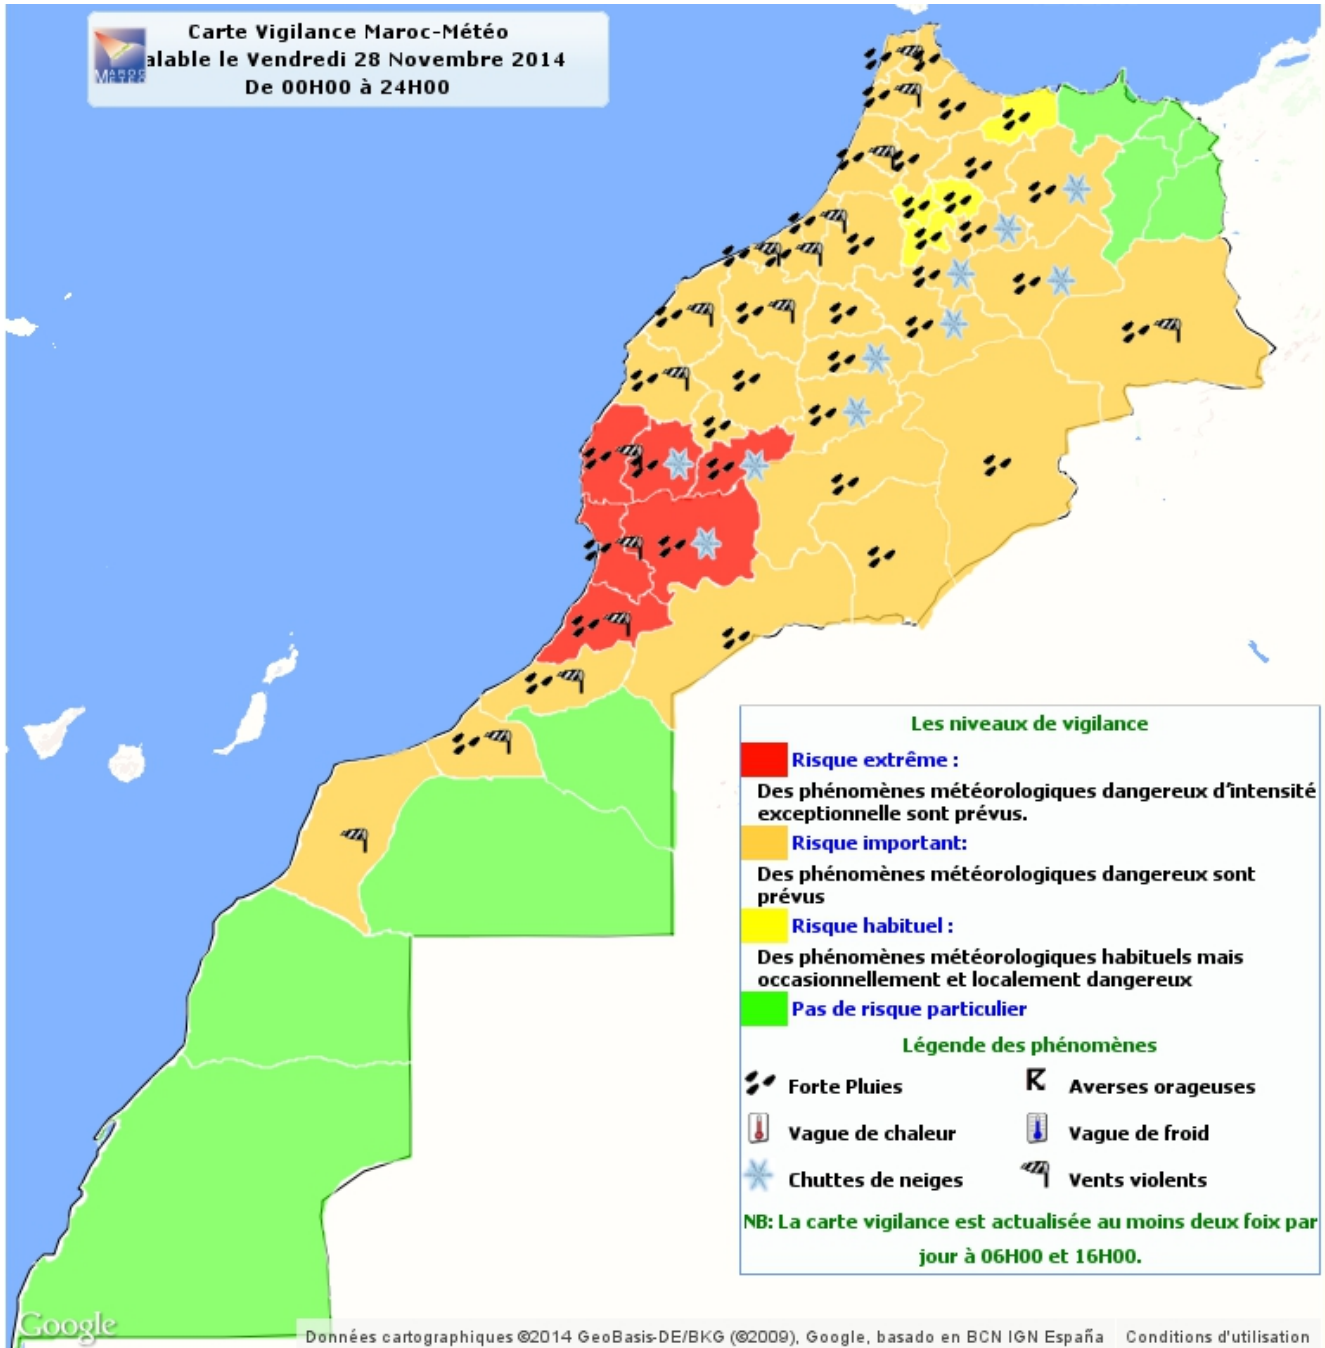 Carte Vigilance Maroc-Météo
alable le Vendredi 28 Novembre 2014
De 00H00 à 24H00
MAROC
METEO
Les niveaux de vigilance
Risque extrême :
Des phénomènes météorologiques dangereux d'intensité
exceptionnelle sont prévus.
Risque important:
Des phénomènes météorologiques dangereux sont
prévus
Risque habituel :
Des phénomènes météorologiques habituels mais
occasionnellement et localement dangereux
Pas de risque particulier
Légende des phénomènes
Forte Pluies
Averses orageuses
Vague de chaleur
Vague de froid
Chuttes de neiges
Vents violents
NB: La carte vigilance est actualisée au moins deux foix par
jour à 06H00 et 16H00.
Google
Données cartographiques ©2014 GeoBasis-DE/BKG (©2009), Google, basado en BCN IGN España
Conditions d'utilisation